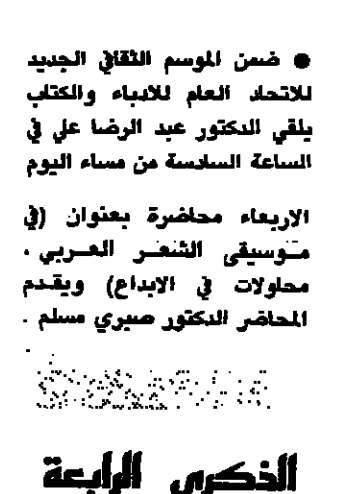 ● ضمن الموسم الثقافي الجديد
للاتحاد العام للادباء والكتاب
يلقي الدكتور عبد الرضا علي في
الساعة السادسة من مساء اليوم
الاربعاء محاضرة بعنوان (في
موسيقى الشعر العربي .
محاولات في الابداع) ويقدم
المحاضر الدكتور صبري مسلم .
الذكرى الرابعة